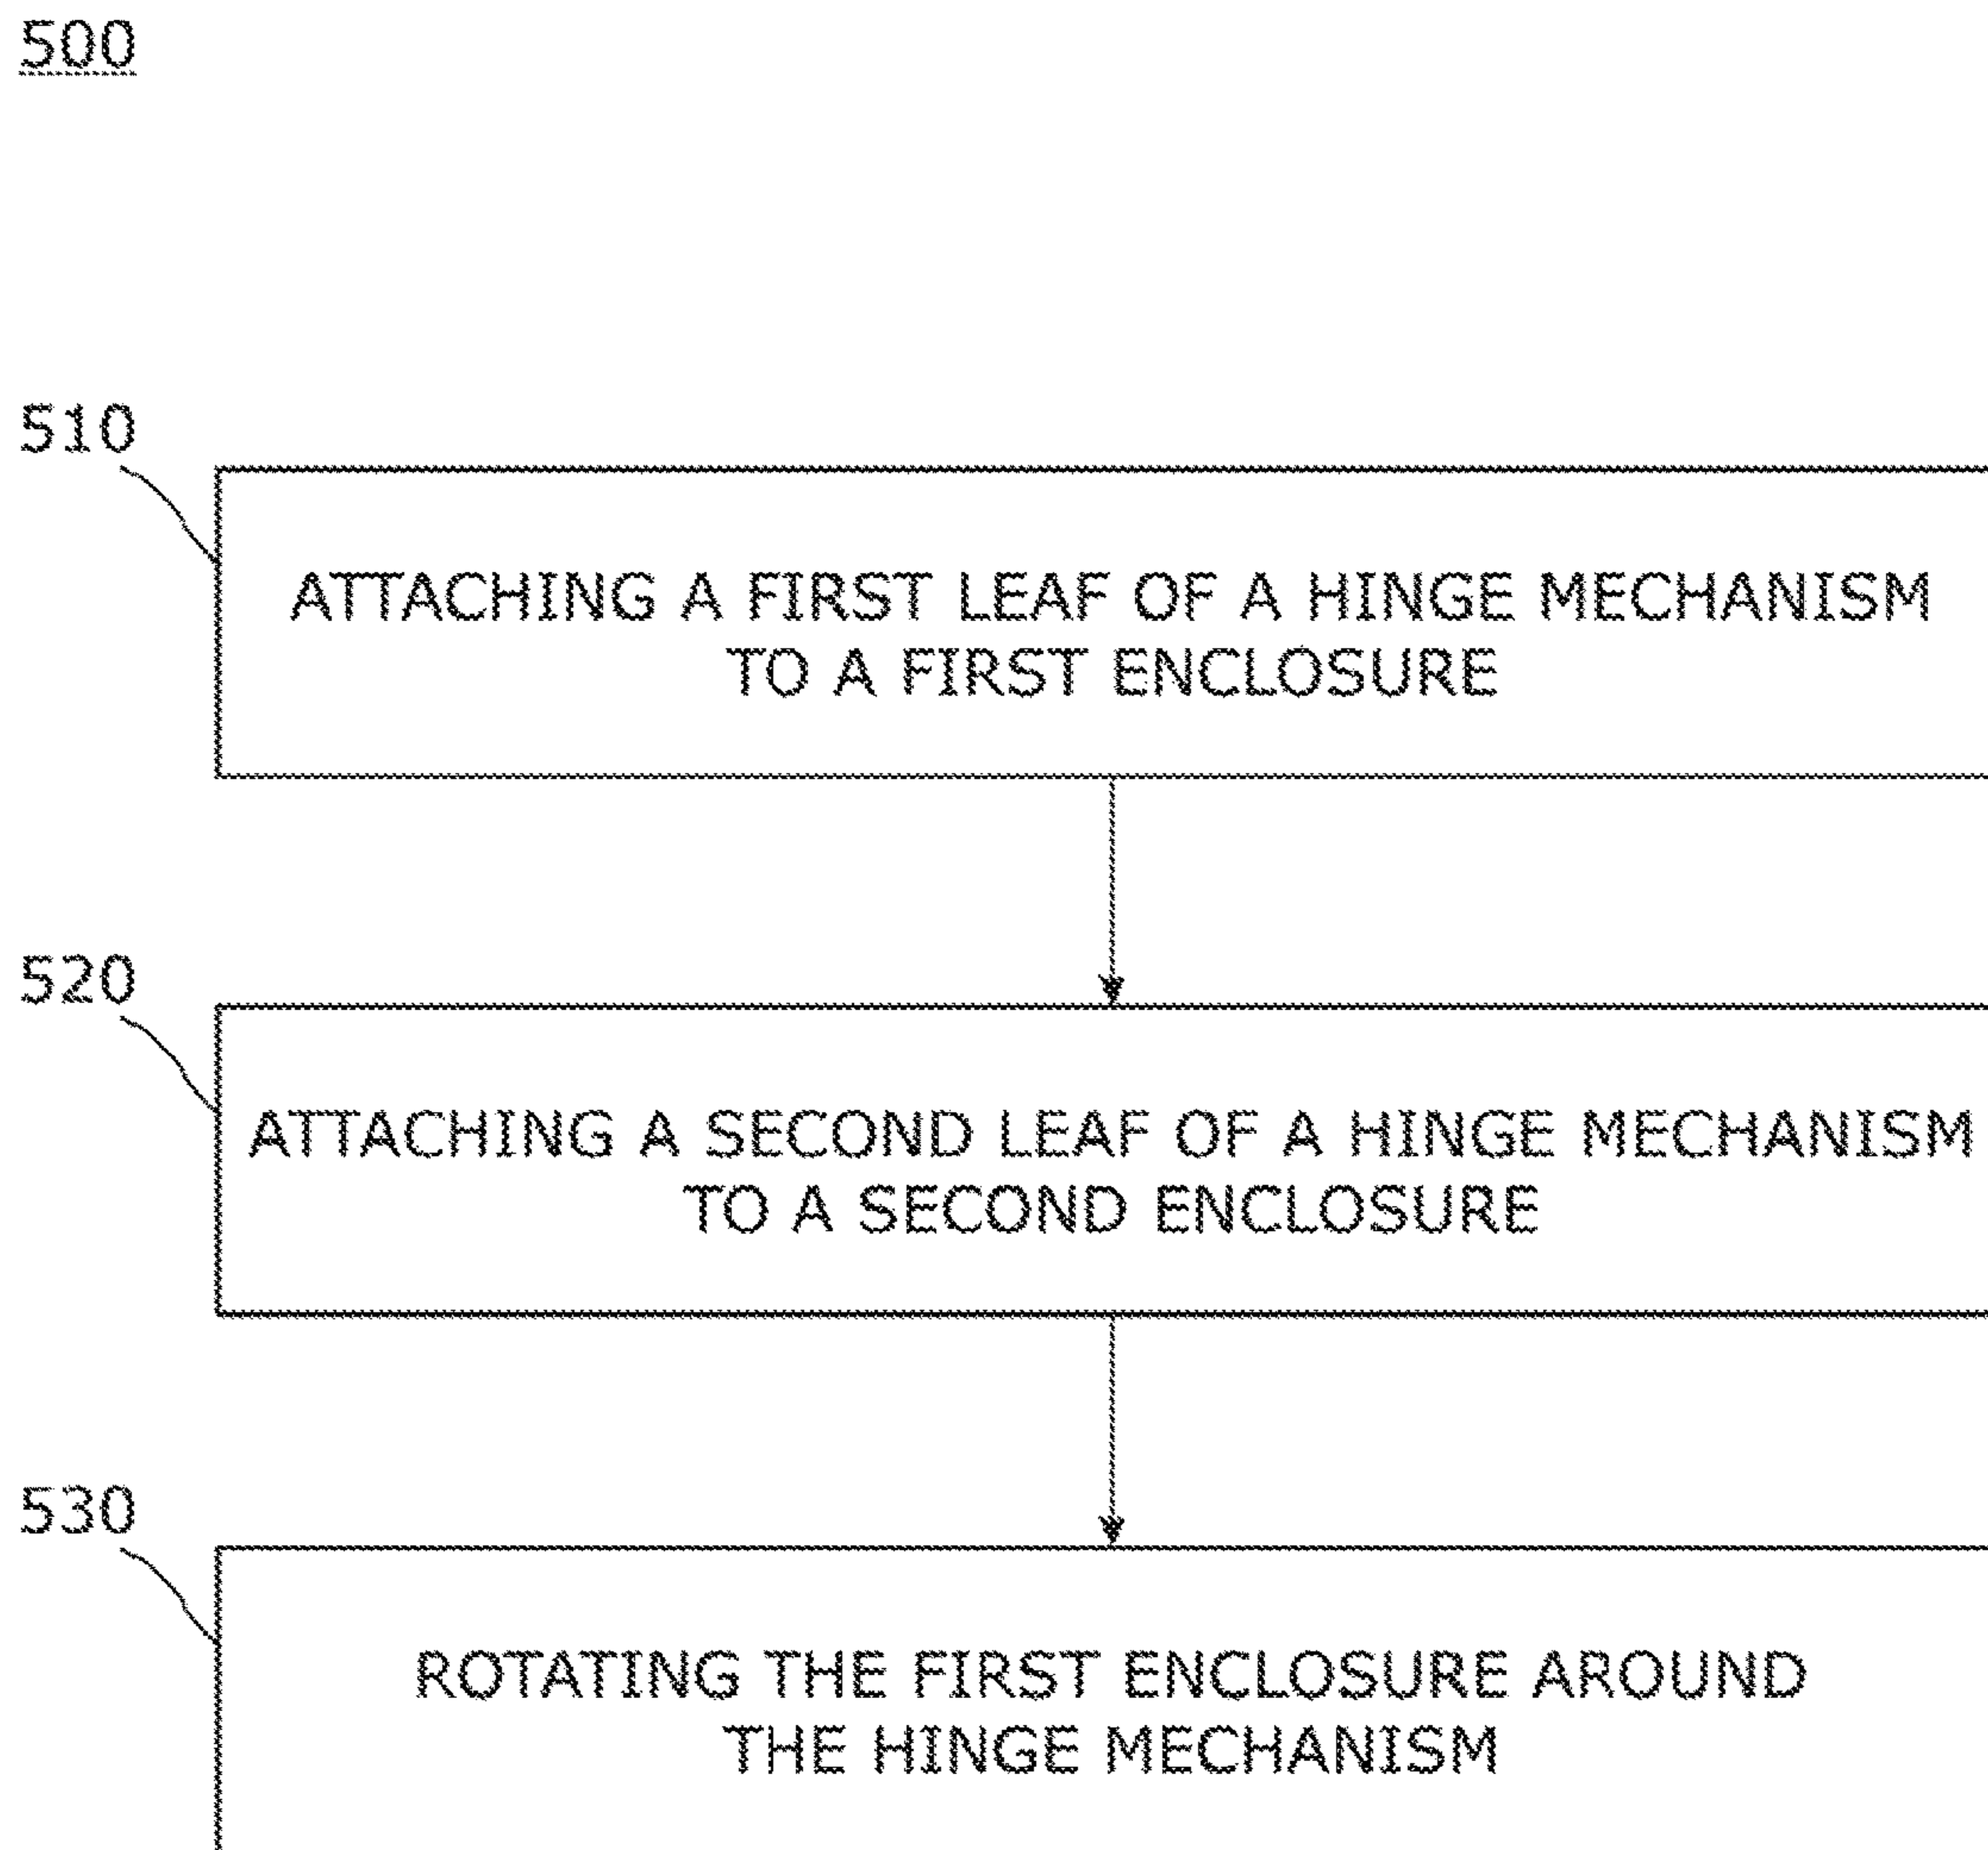 500
510
ATTACHING A FIRST LEAF OF A HINGE MECHANISM
TO A FIRST ENCLOSURE
520
ATTACHING A SECOND LEAF OF A HINGE MECHANISM
TO A SECOND ENCLOSURE
530
ROTATING THE FIRST ENCLOSURE AROUND
THE HINGE MECHANISM